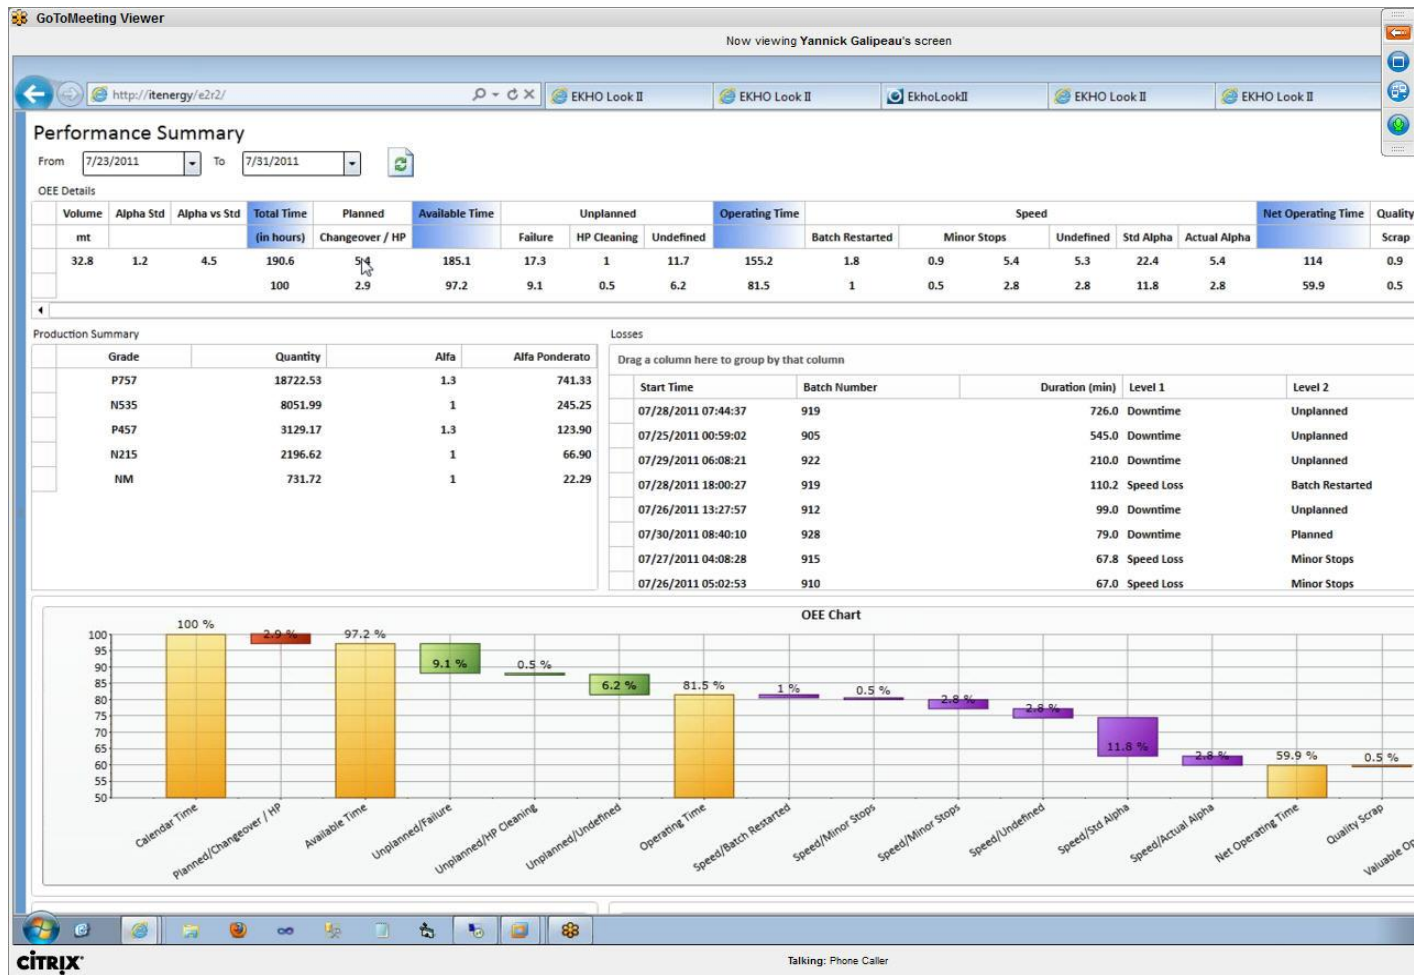 GoToMeeting Viewer
Now viewing Yannick Galipeau's screen
http://itenergy/e2r2/ EKHO Look II EKHO Look II EkhoLookII EKHO Look II EKHO Look II
Performance Summary
From 7/23/2011 To 7/31/2011
OEE Details
Volume Alpha Std Alpha vs Std Total Time Planned Available Time Unplanned Operating Time Speed Net Operating Time Quality
mt (in hours) Changeover / HP Failure HP Cleaning Undefined Batch Restarted Minor Stops Undefined Std Alpha Actual Alpha Scrap
32.8 1.2 4.5 190.6 5.4 185.1 17.3 1 11.7 155.2 1.8 0.9 5.4 5.3 22.4 5.4 114 0.9
100 2.9 97.2 9.1 0.5 6.2 81.5 1 0.5 2.8 2.8 11.8 2.8 59.9 0.5
Production Summary
Grade Quantity Alfa Alfa Ponderato
P757 18722.53 1.3 741.33
N535 8051.99 1 245.25
P457 3129.17 1.3 123.90
N215 2196.62 1 66.90
NM 731.72 1 22.29
Losses
Drag a column here to group by that column
Start Time Batch Number Duration (min) Level 1 Level 2
07/28/2011 07:44:37 919 726.0 Downtime Unplanned
07/25/2011 00:59:02 905 545.0 Downtime Unplanned
07/29/2011 06:08:21 922 210.0 Downtime Unplanned
07/28/2011 18:00:27 919 110.2 Speed Loss Batch Restarted
07/26/2011 13:27:57 912 99.0 Downtime Unplanned
07/30/2011 08:40:10 928 79.0 Downtime Planned
07/27/2011 04:08:28 915 67.8 Speed Loss Minor Stops
07/26/2011 05:02:53 910 67.0 Speed Loss Minor Stops
OEE Chart
100 % 2.9 % 97.2 % 9.1 % 0.5 % 6.2 % 81.5 % 1 % 0.5 % 2.8 % 2.8 % 11.8 % 2.8 % 59.9 % 0.5 %
100
95
90
85
80
75
70
65
60
55
50
Calendar Time
Planned/Changeover / HP
Available Time
Unplanned/Failure
Unplanned/HP Cleaning
Unplanned/Undefined
Operating Time
Speed/Batch Restarted
Speed/Minor Stops
Speed/Minor Stops
Speed/Undefined
Speed/Std Alpha
Speed/Actual Alpha
Net Operating Time
Quality Scrap
Valuable Op
CİTRIX
Talking: Phone Caller